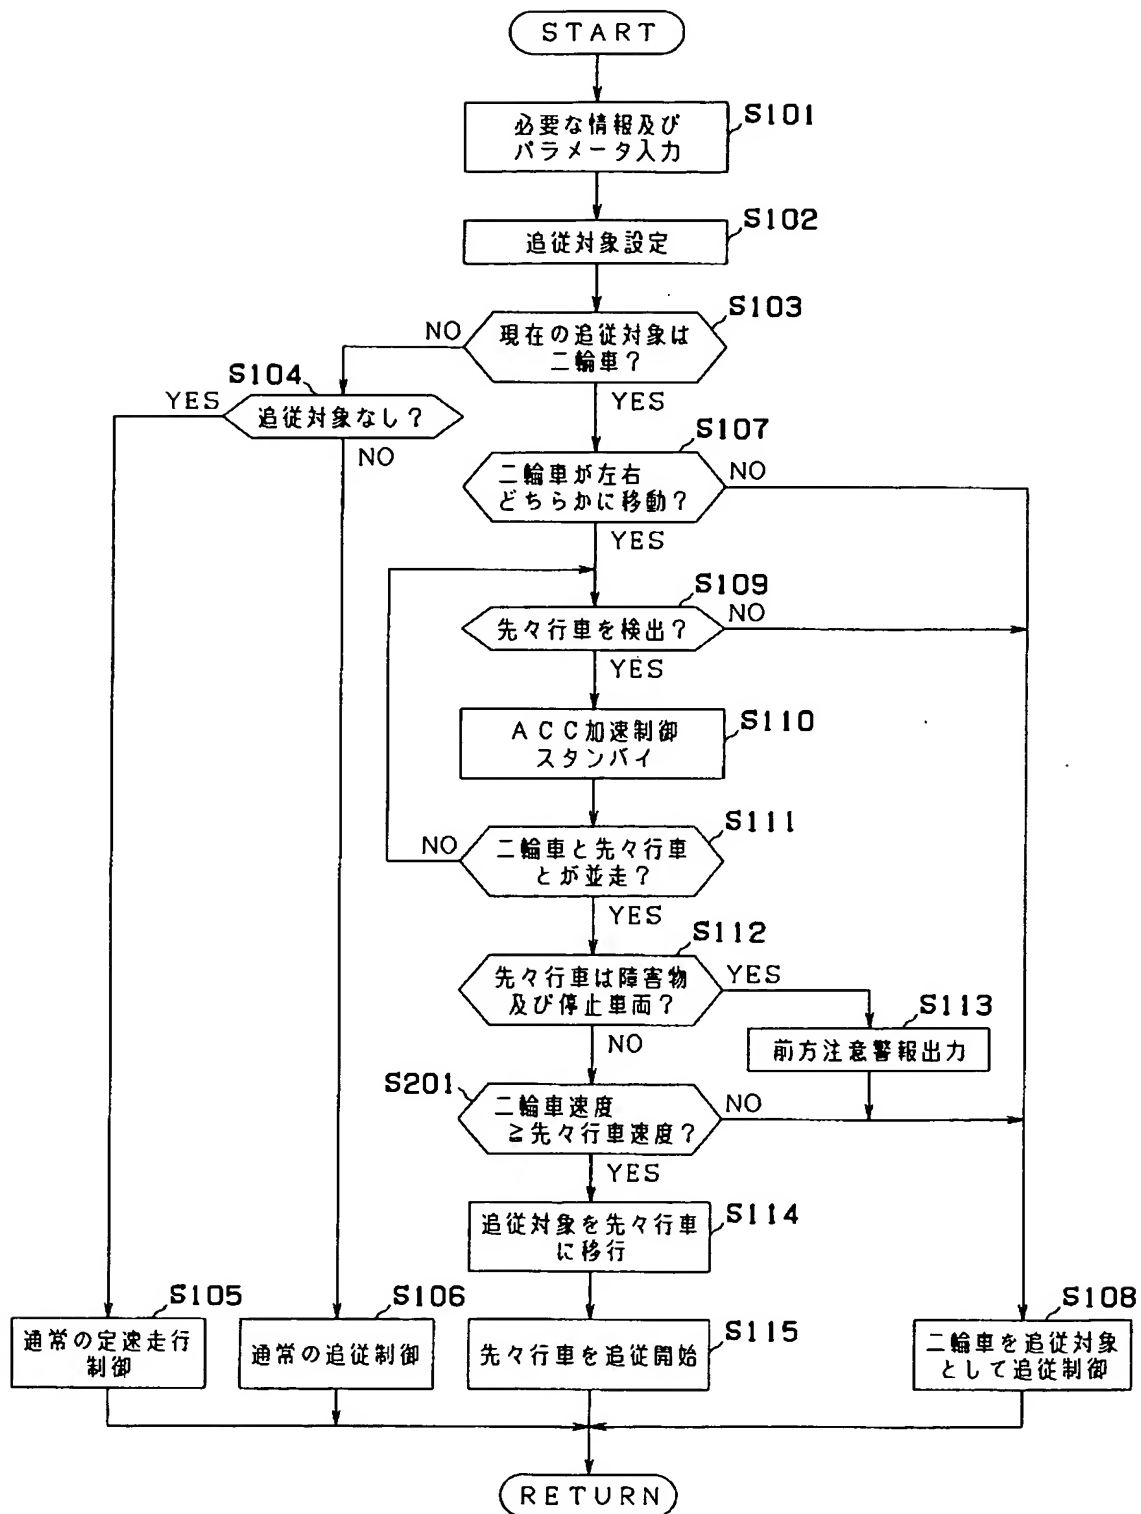 START
S101
必要な情報及び
パラメータ入力
S102
追従対象設定
S103
現在の追従対象は
二輪車?
NO
YES
S104
追従対象なし?
YES
NO
S107
二輪車が左右
どちらかに移動?
NO
YES
S109
先々行車を検出?
NO
YES
S110
ACC加速制御
スタンバイ
S111
二輪車と先々行車
とが並走?
NO
YES
S112
先々行車は障害物
及び停止車両?
YES
NO
S113
前方注意警報出力
S201
二輪車速度
≧先々行車速度?
NO
YES
S114
追従対象を先々行車
に移行
S105
通常の定速走行
制御
S106
通常の追従制御
S115
先々行車を追従開始
S108
二輪車を追従対象
として追従制御
RETURN